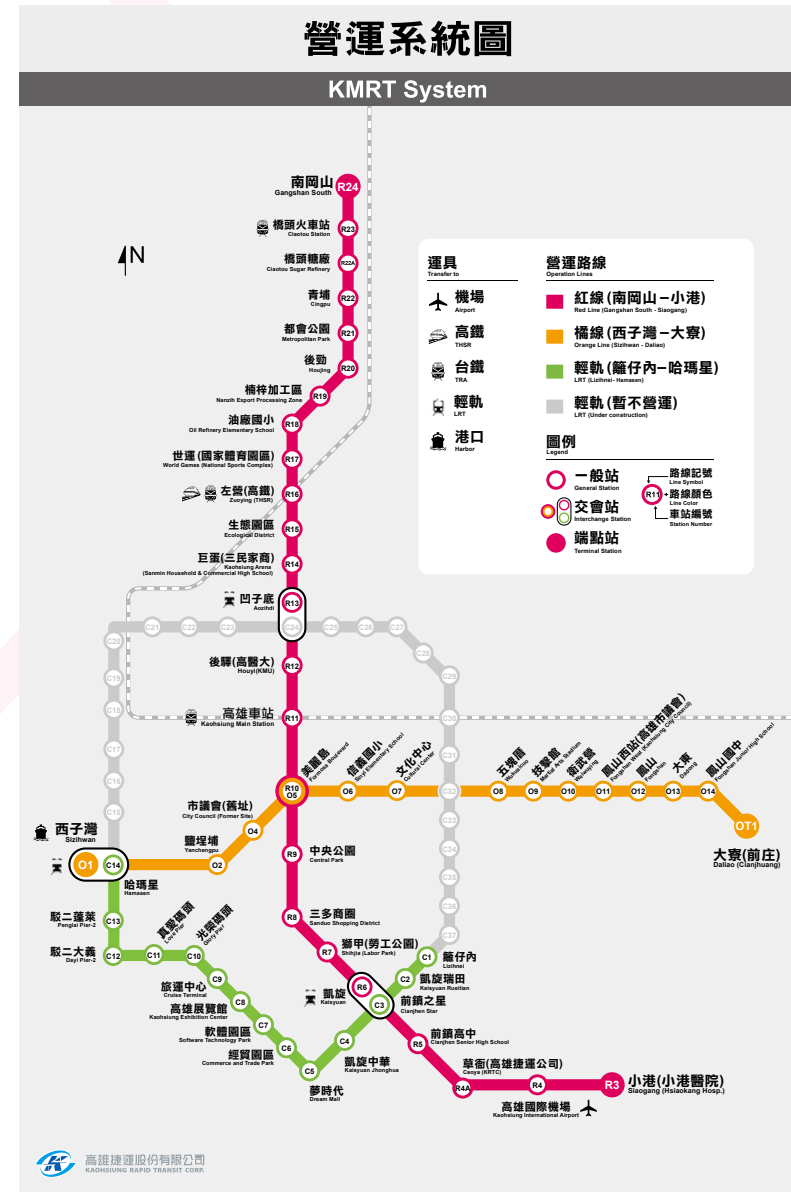 營運系統圖
KMRT System
N
南岡山
Gangshan South
R24
橋頭火車站
Ciaotou Station
R23
橋頭糖廠
Ciaotou Sugar Refinery
R22A
青埔
Cingpu
R22
都會公園
Metropolitan Park
R21
後勁
Houjing
R20
楠梓加工區
Nanzih Export Processing Zone
R19
油廠國小
Oil Refinery Elementary School
R18
世運(國家體育園區)
World Games (National Sports Complex)
R17
左營(高鐵)
Zuoying (THSR)
R16
生態園區
Ecological District
R15
巨蛋(三民家商)
Kaohsiung Arena
(Sanmin Household & Commercial High School)
R14
凹子底
Aozihdi
R13
C20
C21
C22
C23
C24
C25
C26
C27
C28
C29
C30
C31
C32
C33
C34
C35
C36
C37
C19
C18
C17
C16
C15
後驛(高醫大)
Houyi(KMU)
R12
高雄車站
Kaohsiung Main Station
R11
美麗島
Formosa Boulevard
R10
O5
信義國小
Sinyi Elementary School
O6
文化中心
Cultural Center
O7
五塊厝
Wukuaicuo
O8
技擊館
Martial Arts Stadium
O9
衛武營
Weiwuying
O10
鳳山西站(高雄市議會)
Fongshan West (Kaohsiung City Council)
O11
鳳山
Fongshan
O12
大東
Dadong
O13
鳳山國中
Fongshan Junior High School
O14
OT1
大寮(前庄)
Daliao (Cianjhuang)
市議會(舊址)
City Council (Former Site)
O4
鹽埕埔
Yanchengpu
O2
西子灣
Sizihwan
O1
C14
哈瑪星
Hamasen
駁二蓬萊
Penglai Pier-2
C13
駁二大義
Dayi Pier-2
C12
真愛碼頭
Love Pier
C11
光榮碼頭
Glory Pier
C10
旅運中心
Cruise Terminal
C9
高雄展覽館
Kaohsiung Exhibition Center
C8
軟體園區
Software Technology Park
C7
經貿園區
Commerce and Trade Park
C6
夢時代
Dream Mall
C5
凱旋中華
Kaisyuan Jhonghua
C4
前鎮之星
Cianjhen Star
C3
凱旋瑞田
Kaisyuan Rueitian
C2
籬仔內
Lizihnei
C1
中央公園
Central Park
R9
三多商圈
Sanduo Shopping District
R8
獅甲(勞工公園)
Shihjia (Labor Park)
R7
凱旋
Kaisyuan
R6
前鎮高中
Cianjhen Senior High School
R5
草衙(高雄捷運公司)
Caoya (KRTC)
R4A
R4
高雄國際機場
Kaohsiung International Airport
R3
小港(小港醫院)
Siaogang (Hsiaokang Hosp.)
運具
Transfer to
機場
Airport
高鐵
THSR
台鐵
TRA
輕軌
LRT
港口
Harbor
營運路線
Operation Lines
紅線(南岡山－小港)
Red Line (Gangshan South - Siaogang)
橘線(西子灣－大寮)
Orange Line (Sizihwan - Daliao)
輕軌(籬仔內－哈瑪星)
LRT (Lizihnei- Hamasen)
輕軌(暫不營運)
LRT (Under construction)
圖例
Legend
一般站
General Station
交會站
Interchange Station
端點站
Terminal Station
R11
路線記號
Line Symbol
路線顏色
Line Color
車站編號
Station Number
高雄捷運股份有限公司
KAOHSIUNG RAPID TRANSIT CORP.